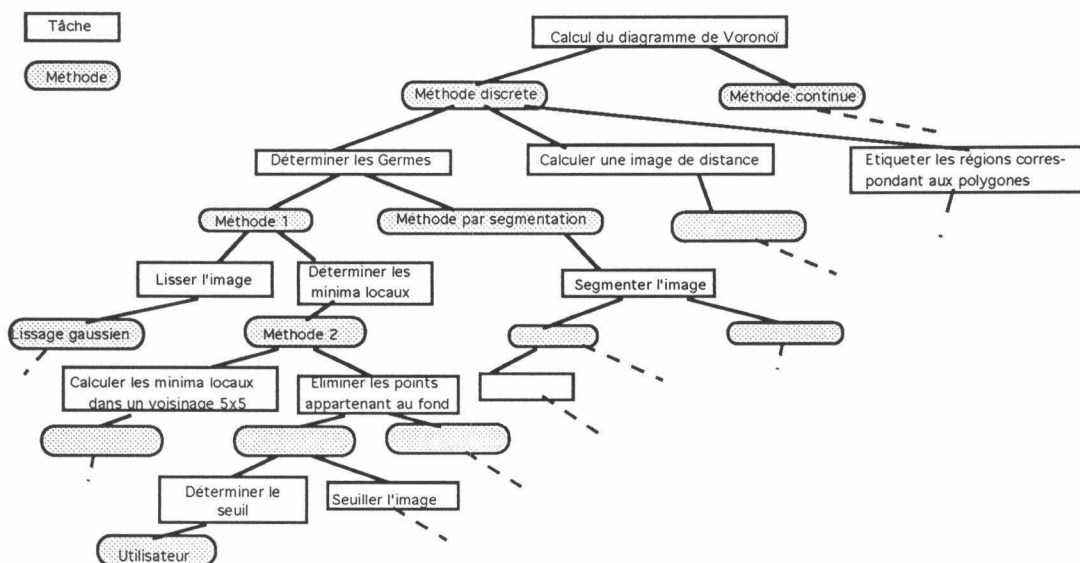 Tâche
Calcul du diagramme de Voronoï
Méthode
Méthode discrète
Méthode continue
Déterminer les Germes
Calculer une image de distance
Etiqueter les régions corres-
pondant aux polygones
Méthode 1
Méthode par segmentation
Lisser l'image
Déterminer les
minima locaux
Segmenter l'image
Lissage gaussien
Méthode 2
Calculer les minima locaux
dans un voisinage 5x5
Eliminer les points
appartenant au fond
Déterminer le
seuil
Seuiller l'image
Utilisateur